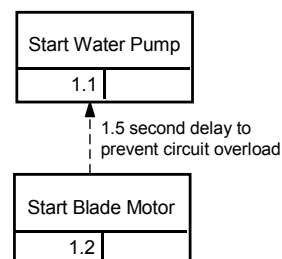 Start Water Pump
1.1
1.5 second delay to
prevent circuit overload
Start Blade Motor
1.2